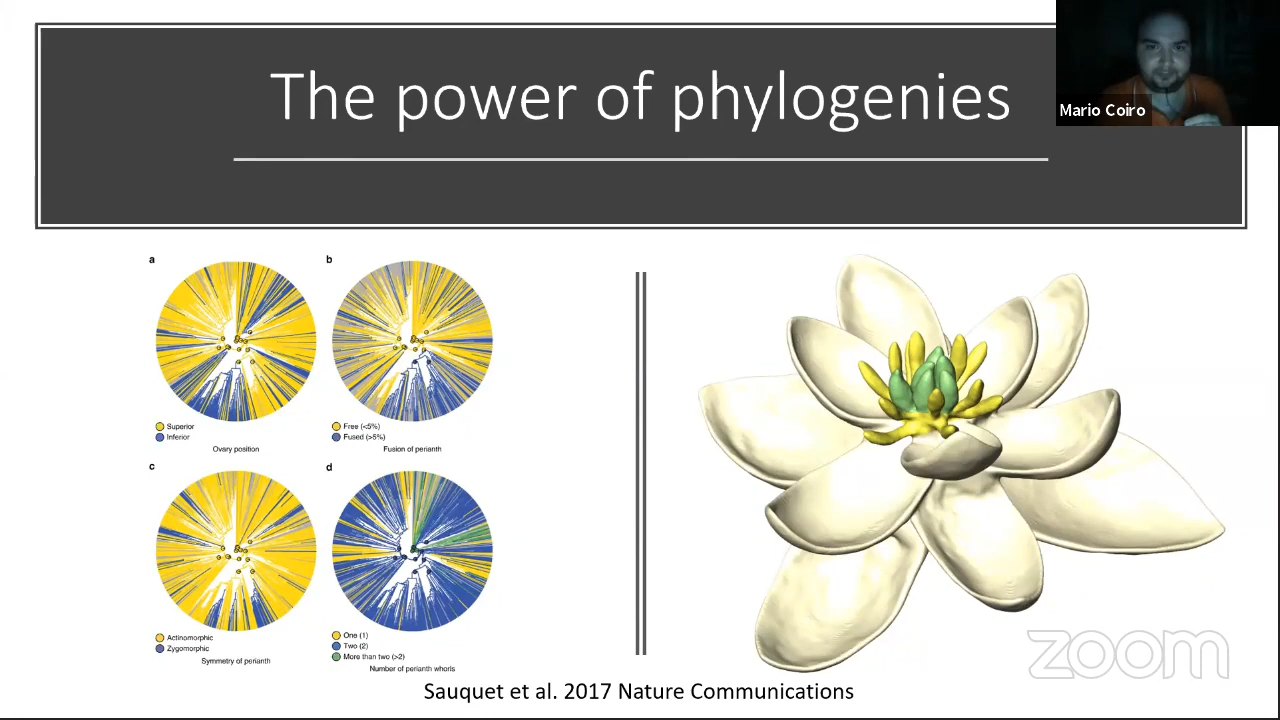 The power of phylogenies
Mario Coiro
a
b
Superior
Inferior
Ovary position
Free (<5%)
Fused (>5%)
Fusion of perianth
c
d
Actinomorphic
Zygomorphic
Symmetry of perianth
One (1)
Two (2)
More than two (>2)
Number of perianth whorls
zoom
Sauquet et al. 2017 Nature Communications